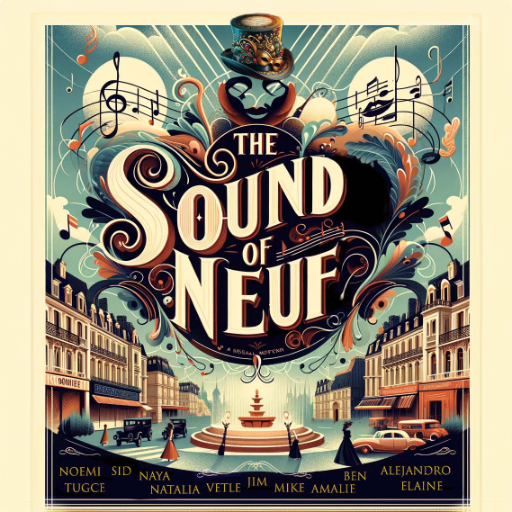 THE
SOUND
OF
NEUF
NOEMI SID NAYA JIM BEN ALEJANDRO
TUGCE NATALIA VETLE MIKE AMALIE ELAINE